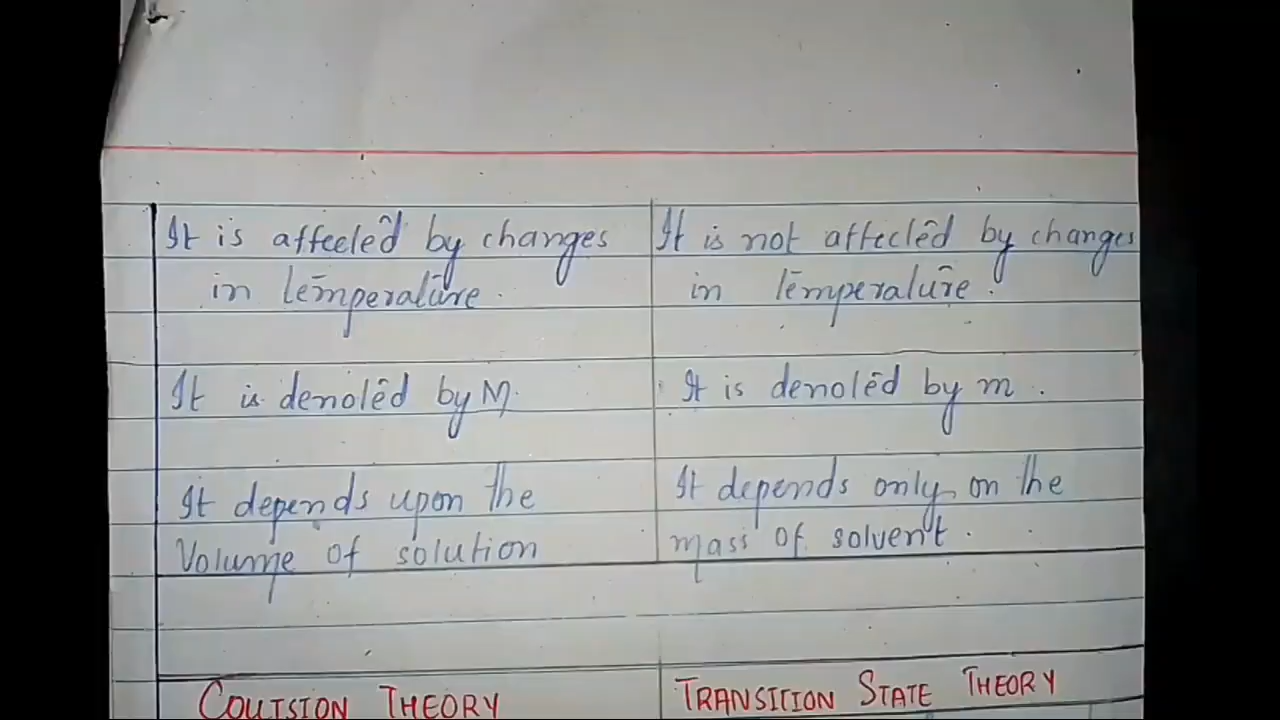 It is affected by changes
in temperature.
It is not affected by changes
in temperature.
It is denoted by M.
It is denoted by m.
It depends upon the
Volume of solution
It depends only on the
mass of solvent.
COLLISION THEORY
TRANSITION STATE THEORY